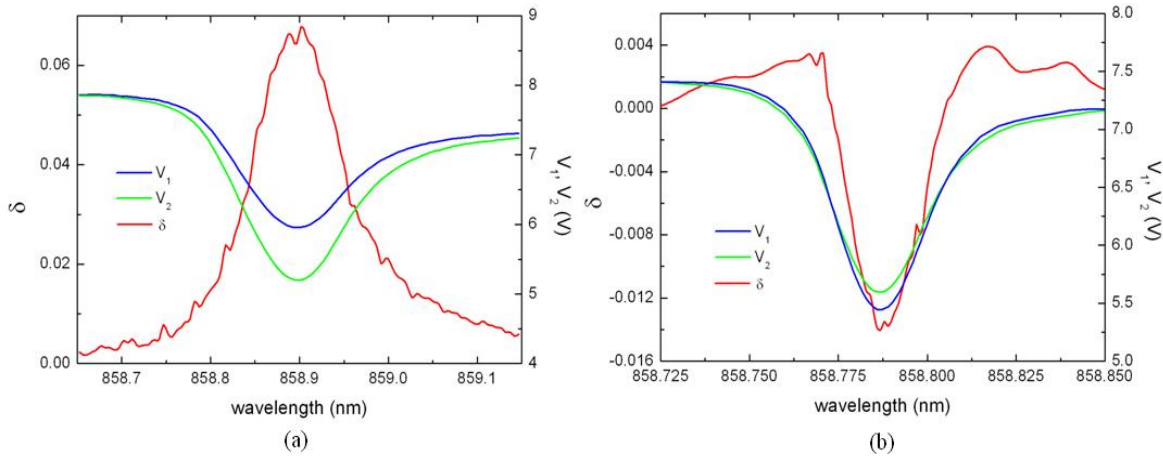 0.06
0.04
0.02
0.00
δ
9
8
7
6
5
4
V₁, V₂ (V)
V₁
V₂
δ
858.7 858.8 858.9 859.0 859.1
wavelength (nm)
(a)
0.004
0.000
-0.004
-0.008
-0.012
-0.016
δ
8.0
7.5
7.0
6.5
6.0
5.5
5.0
V₁, V₂ (V)
V₁
V₂
δ
858.725 858.750 858.775 858.800 858.825 858.850
wavelength (nm)
(b)